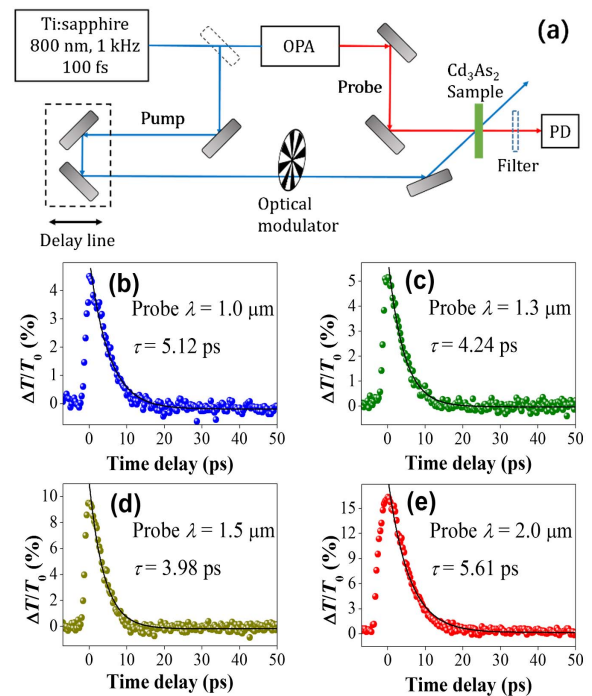 (a)
Ti:sapphire
800 nm, 1 kHz
100 fs
OPA
Probe
Cd₃As₂
Sample
PD
Filter
Pump
Optical
modulator
Delay line
(b)
Probe λ = 1.0 μm
τ = 5.12 ps
ΔT/T₀ (%)
4
3
2
1
0
0 10 20 30 40 50
Time delay (ps)
(c)
Probe λ = 1.3 μm
τ = 4.24 ps
ΔT/T₀ (%)
5
4
3
2
1
0
0 10 20 30 40 50
Time delay (ps)
(d)
Probe λ = 1.5 μm
τ = 3.98 ps
ΔT/T₀ (%)
10
8
6
4
2
0
0 10 20 30 40 50
Time delay (ps)
(e)
Probe λ = 2.0 μm
τ = 5.61 ps
ΔT/T₀ (%)
15
12
9
6
3
0
0 10 20 30 40 50
Time delay (ps)